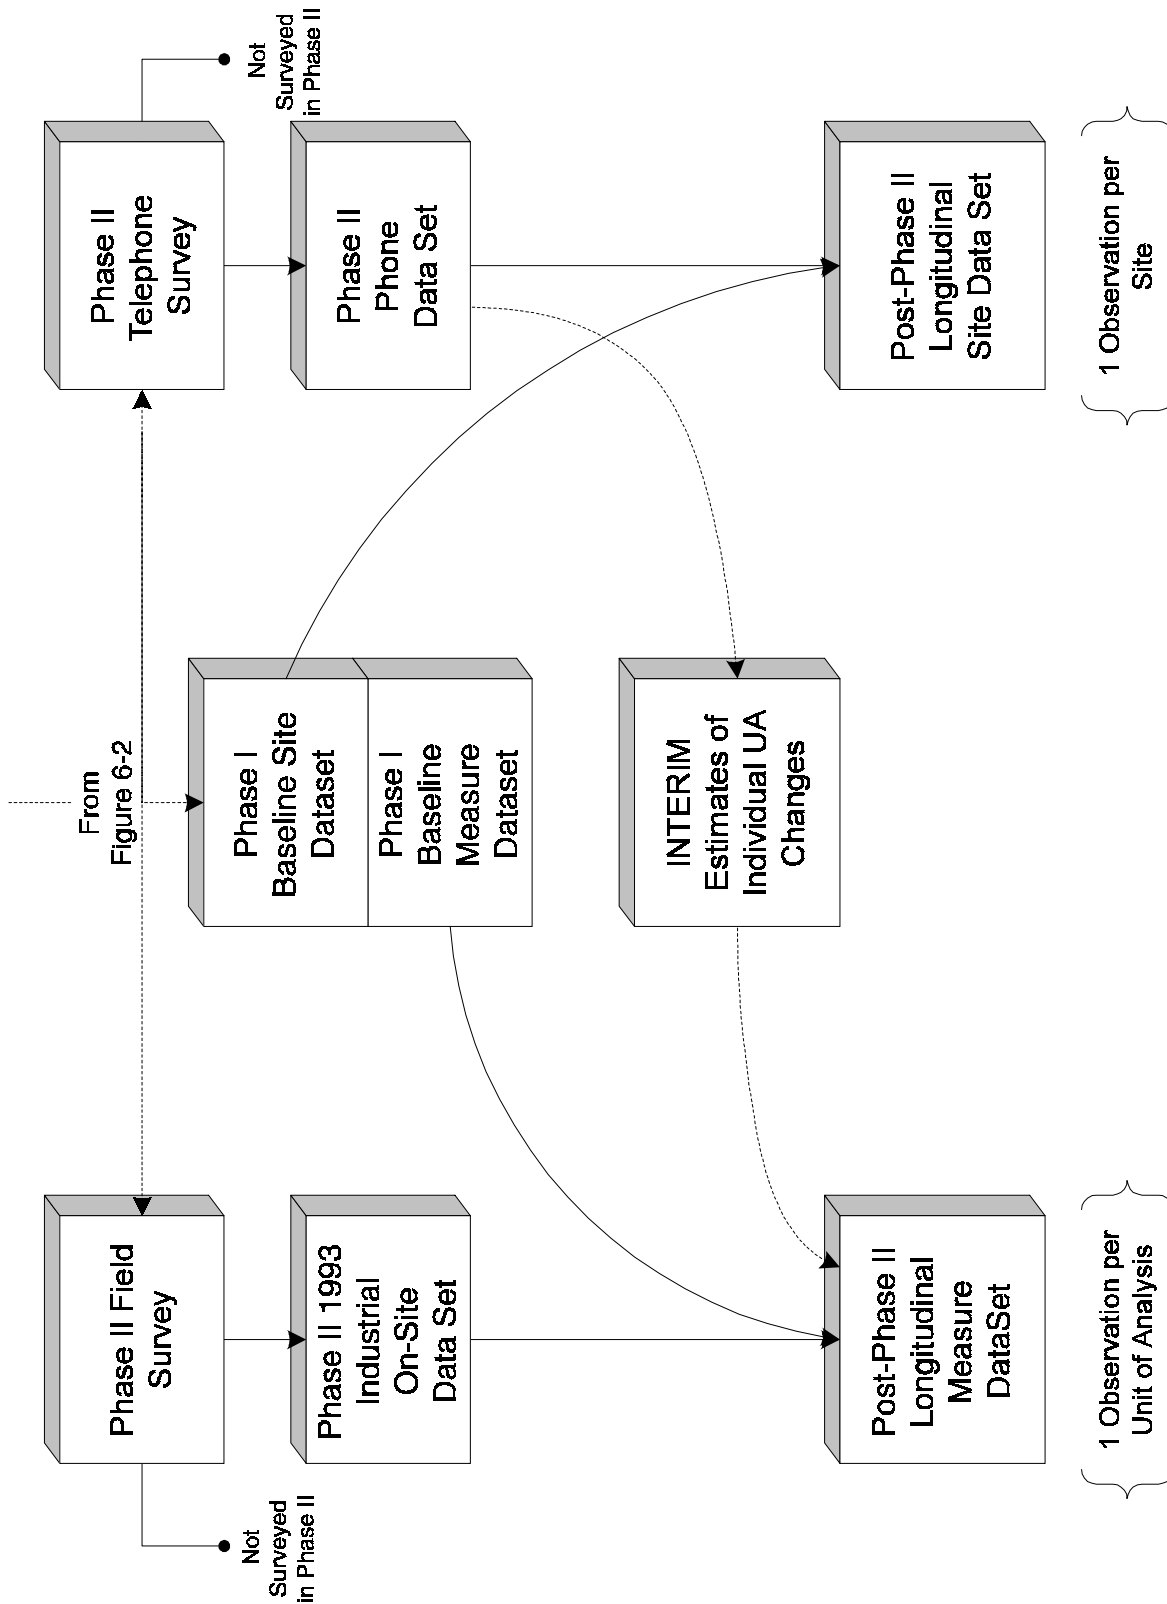 From
Figure 6-2
Phase II Field
Survey
Phase II
Telephone
Survey
Not
Surveyed
in Phase II
Not
Surveyed
in Phase II
Phase I
Baseline Site
Dataset
Phase I
Baseline
Measure
Dataset
Phase II 1993
Industrial
On-Site
Data Set
Phase II
Phone
Data Set
INTERIM
Estimates of
Individual UA
Changes
Post-Phase II
Longitudinal
Measure
DataSet
Post-Phase II
Longitudinal
Site Data Set
1 Observation per
Unit of Analysis
1 Observation per
Site